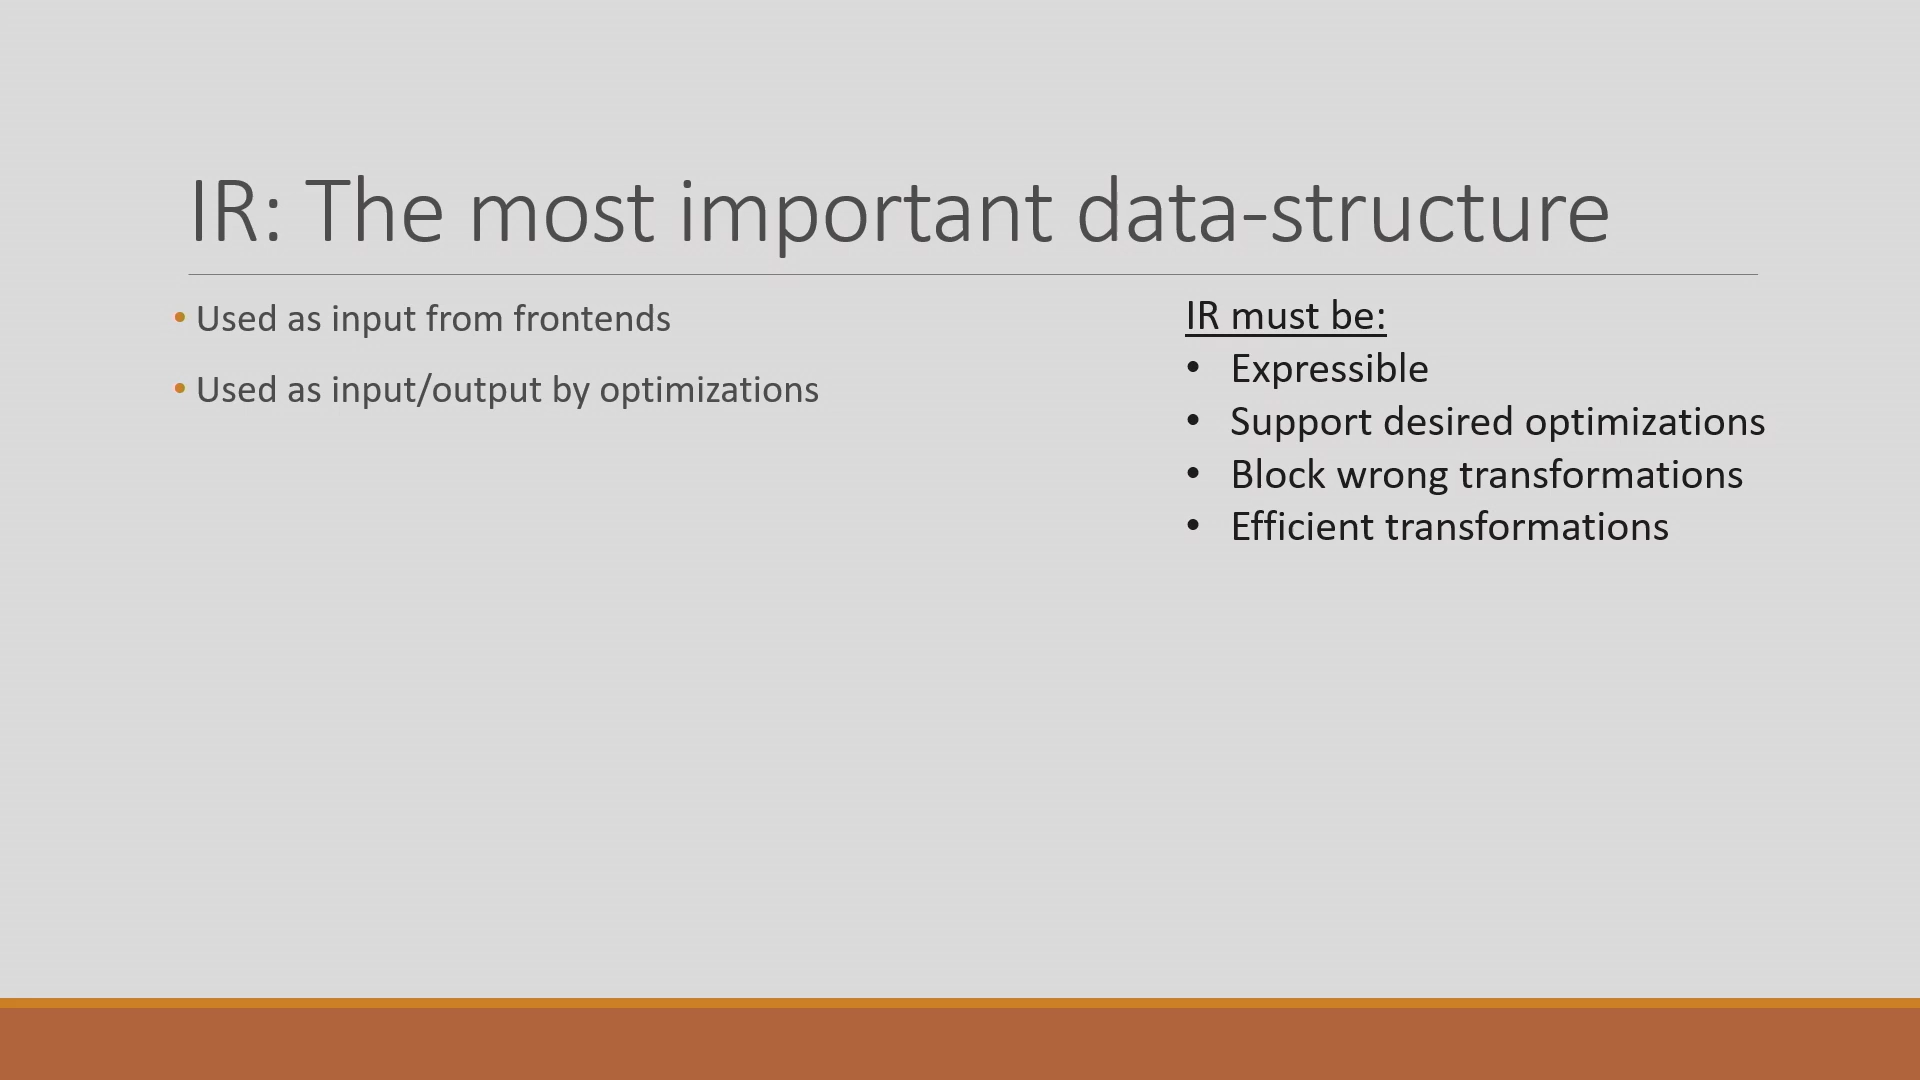 IR: The most important data-structure
• Used as input from frontends
• Used as input/output by optimizations
IR must be:
• Expressible
• Support desired optimizations
• Block wrong transformations
• Efficient transformations